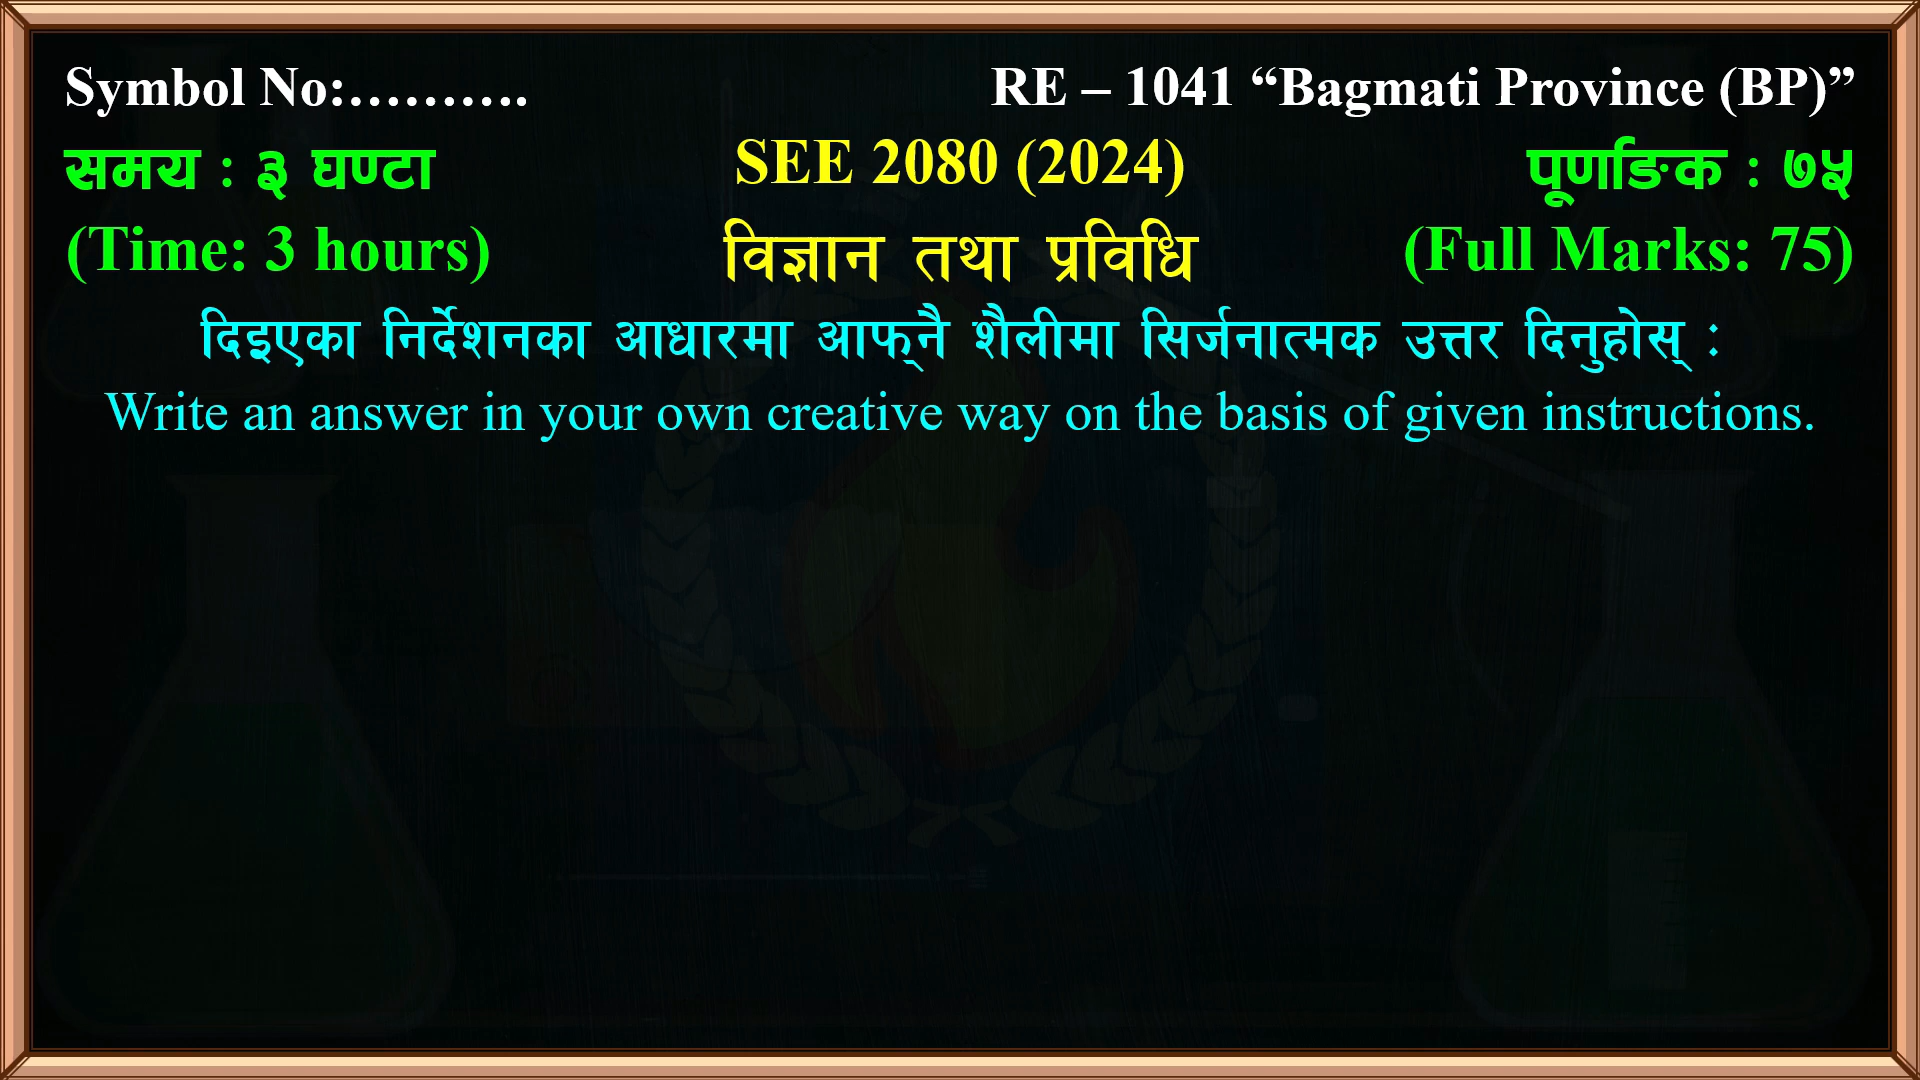 Symbol No:.......... RE – 1041 “Bagmati Province (BP)”
समय : ३ घण्टा SEE 2080 (2024) पूर्णाङ्क : ७५
(Time: 3 hours) विज्ञान तथा प्रविधि (Full Marks: 75)
दिइएका निर्देशनका आधारमा आफ्नै शैलीमा सिर्जनात्मक उत्तर दिनुहोस् :
Write an answer in your own creative way on the basis of given instructions.